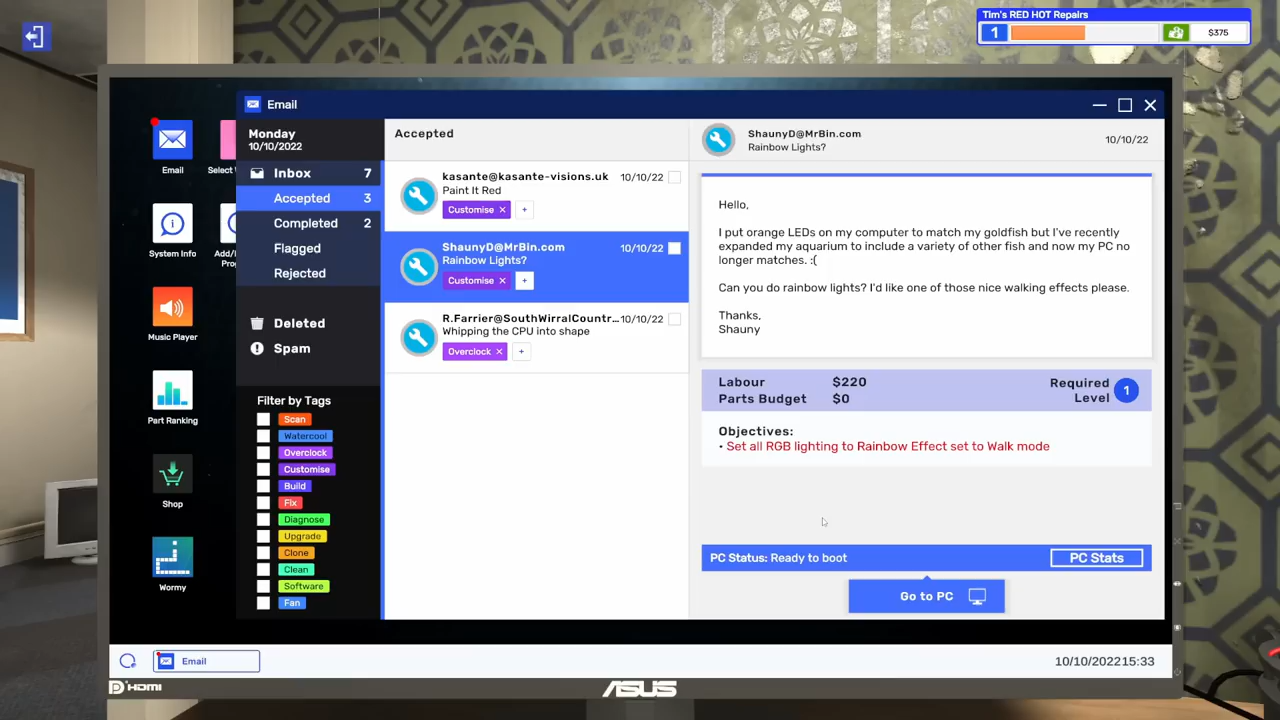 Tim's RED HOT Repairs
1
$375
Email
Monday
10/10/2022
Inbox 7
Accepted 3
Completed 2
Flagged
Rejected
Deleted
Spam
Filter by Tags
Scan
Watercool
Overclock
Customise
Build
Fix
Diagnose
Upgrade
Clone
Clean
Software
Fan
Email
System Info
Music Player
Part Ranking
Shop
Wormy
Accepted
kasante@kasante-visions.uk 10/10/22
Paint It Red
Customise × +
ShaunyD@MrBin.com 10/10/22
Rainbow Lights?
Customise × +
R.Farrier@SouthWirralCountr... 10/10/22
Whipping the CPU into shape
Overclock × +
ShaunyD@MrBin.com
Rainbow Lights?
10/10/22
Hello,
I put orange LEDs on my computer to match my goldfish but I've recently
expanded my aquarium to include a variety of other fish and now my PC no
longer matches. :(
Can you do rainbow lights? I'd like one of those nice walking effects please.
Thanks,
Shauny
Labour $220
Parts Budget $0
Required
Level 1
Objectives:
• Set all RGB lighting to Rainbow Effect set to Walk mode
PC Status: Ready to boot
PC Stats
Go to PC
Email
10/10/2022 15:33
HDMI
ASUS